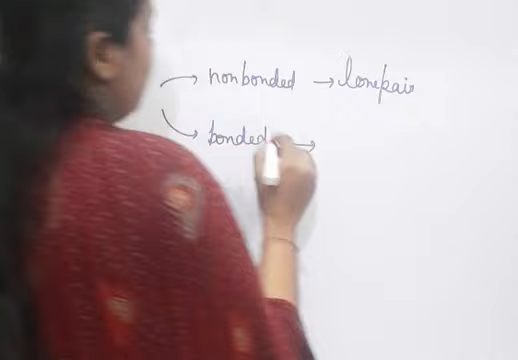 → nonbonded → lonepair
→ bonded →